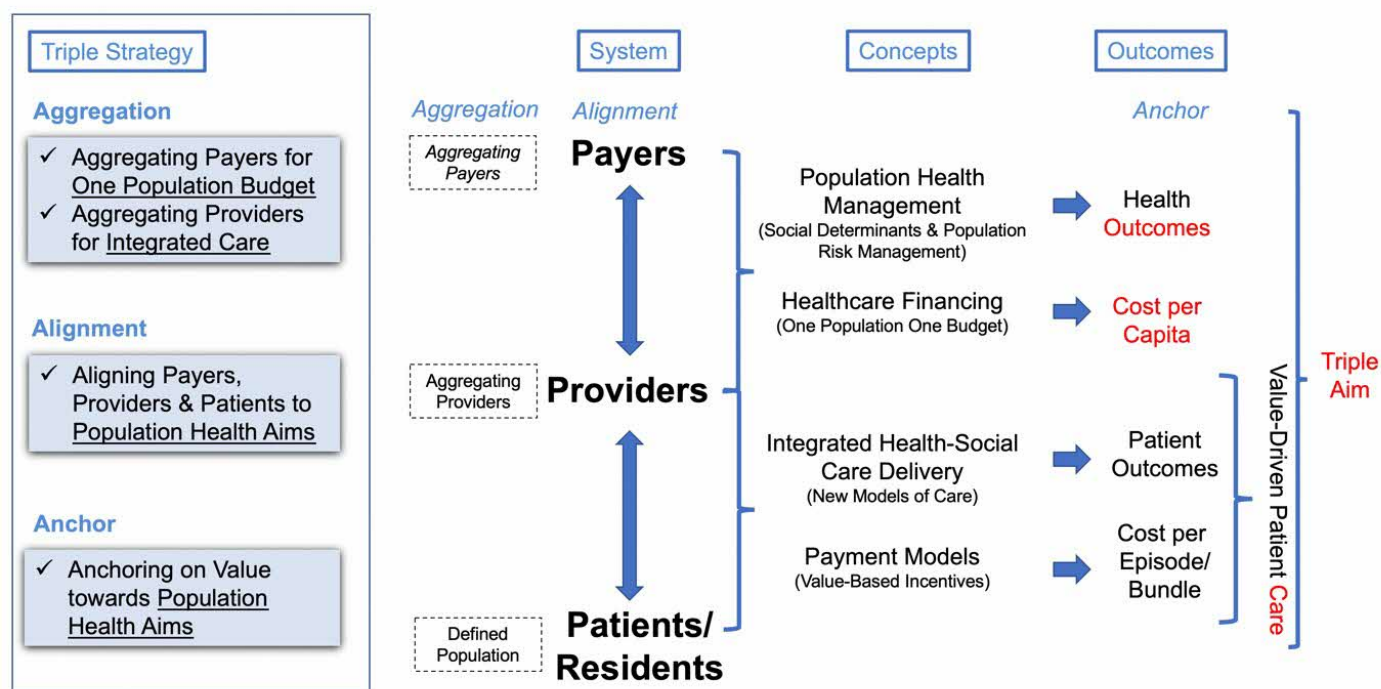 Triple Strategy
Aggregation
✓ Aggregating Payers for
One Population Budget
✓ Aggregating Providers
for Integrated Care
Alignment
✓ Aligning Payers,
Providers & Patients to
Population Health Aims
Anchor
✓ Anchoring on Value
towards Population
Health Aims
System
Concepts
Outcomes
Aggregation
Alignment
Anchor
Aggregating
Payers
Payers
Aggregating
Providers
Providers
Defined
Population
Patients/
Residents
Population Health
Management
(Social Determinants & Population
Risk Management)
Health
Outcomes
Healthcare Financing
(One Population One Budget)
Cost per
Capita
Integrated Health-Social
Care Delivery
(New Models of Care)
Patient
Outcomes
Payment Models
(Value-Based Incentives)
Cost per
Episode/
Bundle
Value-Driven Patient Care
Triple
Aim